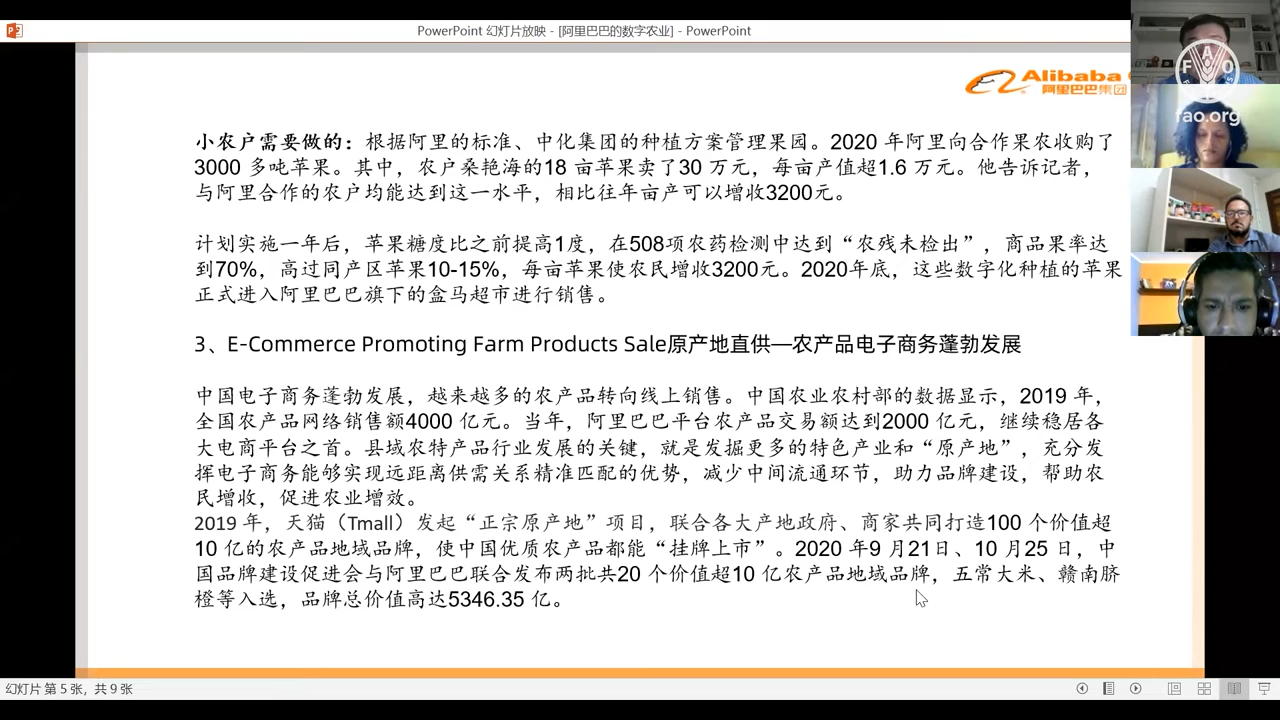 PowerPoint 幻灯片放映 - [阿里巴巴的数字农业] - PowerPoint
FAO
fao.org
Alibaba
阿里巴巴集团
小农户需要做的：根据阿里的标准、中化集团的种植方案管理果园。2020 年阿里向合作果农收购了
3000 多吨苹果。其中，农户桑艳海的18 亩苹果卖了30 万元，每亩产值超1.6 万元。他告诉记者，
与阿里合作的农户均能达到这一水平，相比往年亩产可以增收3200元。
计划实施一年后，苹果糖度比之前提高1度，在508项农药检测中达到“农残未检出”，商品果率达
到70%，高过同产区苹果10-15%，每亩苹果使农民增收3200元。2020年底，这些数字化种植的苹果
正式进入阿里巴巴旗下的盒马超市进行销售。
3、E-Commerce Promoting Farm Products Sale原产地直供—农产品电子商务蓬勃发展
中国电子商务蓬勃发展，越来越多的农产品转向线上销售。中国农业农村部的数据显示，2019 年，
全国农产品网络销售额4000 亿元。当年，阿里巴巴平台农产品交易额达到2000 亿元，继续稳居各
大电商平台之首。县域农特产品行业发展的关键，就是发掘更多的特色产业和“原产地”，充分发
挥电子商务能够实现远距离供需关系精准匹配的优势，减少中间流通环节，助力品牌建设，帮助农
民增收，促进农业增效。
2019 年，天猫（Tmall）发起“正宗原产地”项目，联合各大产地政府、商家共同打造100 个价值超
10 亿的农产品地域品牌，使中国优质农产品都能“挂牌上市”。2020 年9 月21日、10 月25 日，中
国品牌建设促进会与阿里巴巴联合发布两批共20 个价值超10 亿农产品地域品牌，五常大米、赣南脐
橙等入选，品牌总价值高达5346.35 亿。
幻灯片 第 5 张，共 9 张